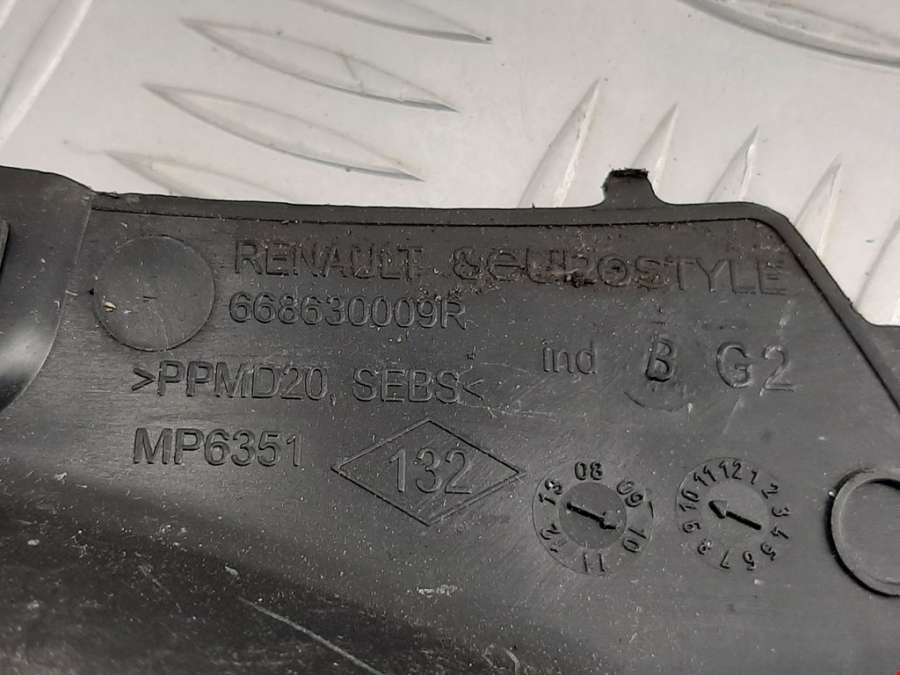 RENAULT &EUROSTYLE
668630009R
ind B G2
>PPMD20, SEBS<
MP6351
132
08 09 10 11 12 13
1 2 3 4 5 6 7 8 9 10 11 12